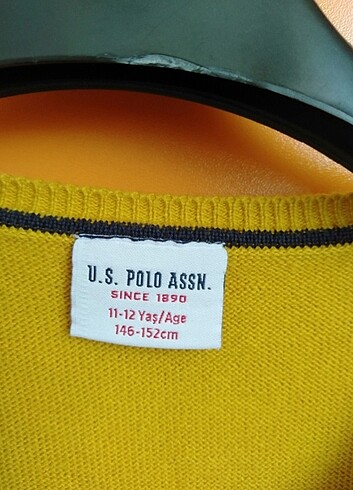 U.S. POLO ASSN.
SINCE 1890
11-12 Yaş/Age
146-152cm